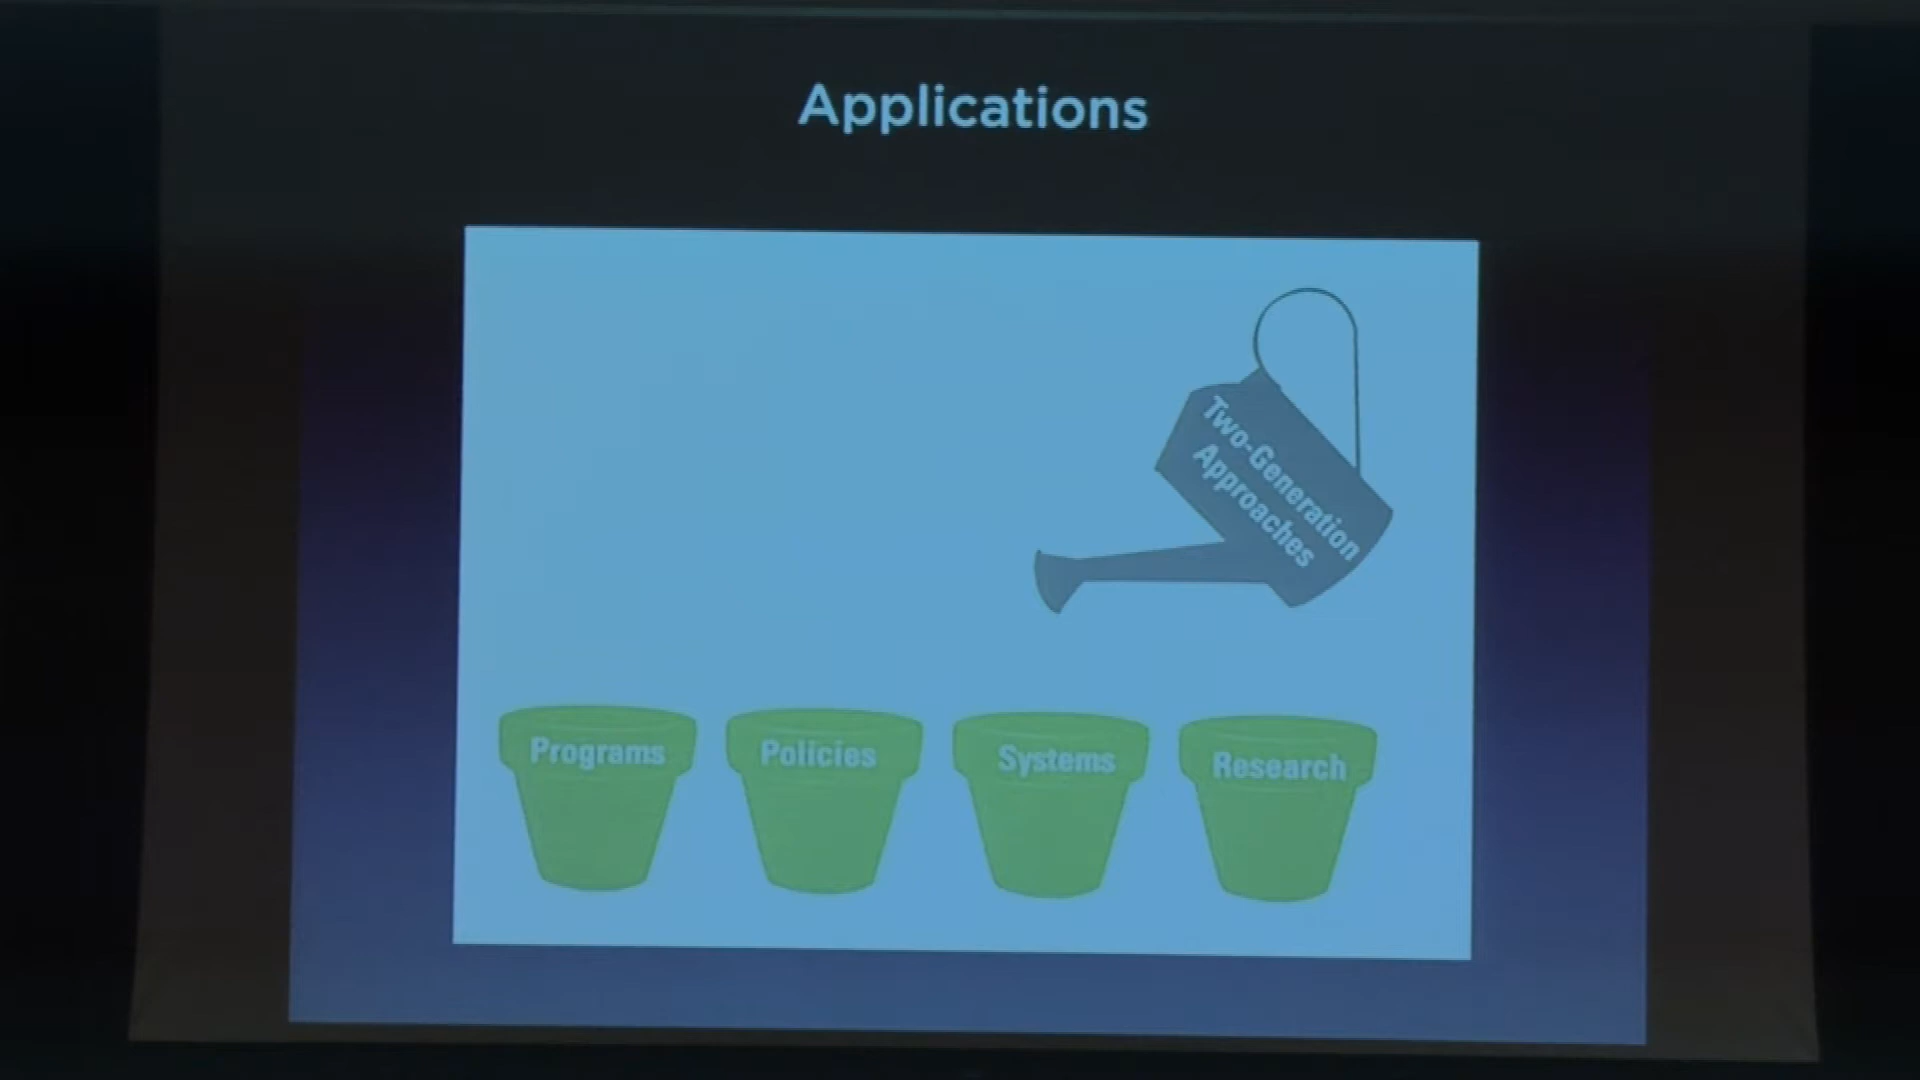 Applications
Two-Generation
Approaches
Programs
Policies
Systems
Research